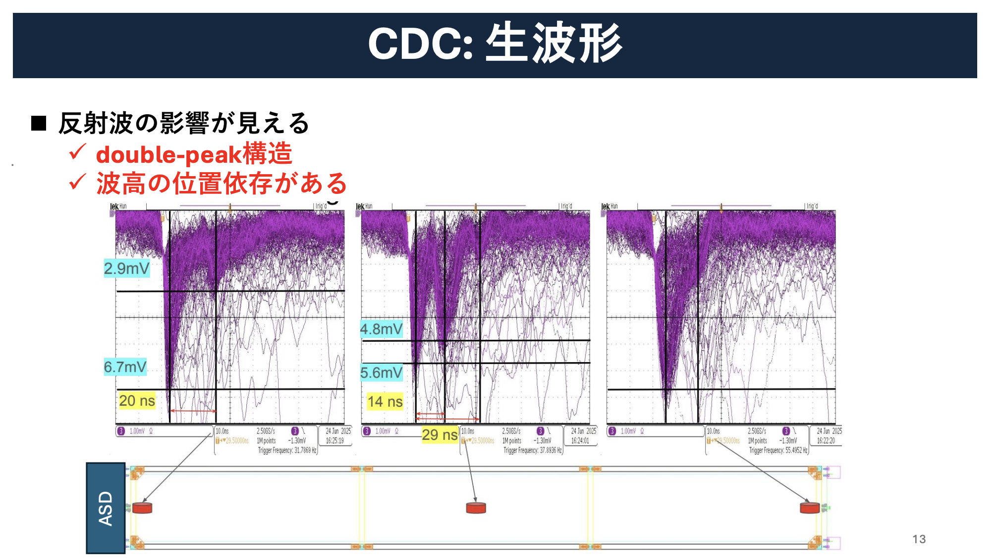 CDC: 生波形
■ 反射波の影響が見える
✓ double-peak構造
✓ 波高の位置依存がある
Tek Run Trig'd
2.9mV
6.7mV
20 ns
3 1.00mV Ω
10.0ns 2.50GS/s 3
T→▼29.50000ns 1M points −1.30mV
Trigger Frequency: 31.7869 Hz
24 Jun 2025
16:25:19
Tek Run Trig'd
4.8mV
5.6mV
14 ns
29 ns
3 1.00mV Ω
10.0ns 2.50GS/s 3
T→▼29.50000ns 1M points −1.30mV
Trigger Frequency: 37.8936 Hz
24 Jun 2025
16:24:01
Tek Run Trig'd
3 1.00mV Ω
10.0ns 2.50GS/s 3
T→▼29.50000ns 1M points −1.30mV
Trigger Frequency: 55.4952 Hz
24 Jun 2025
16:22:20
ASD
13